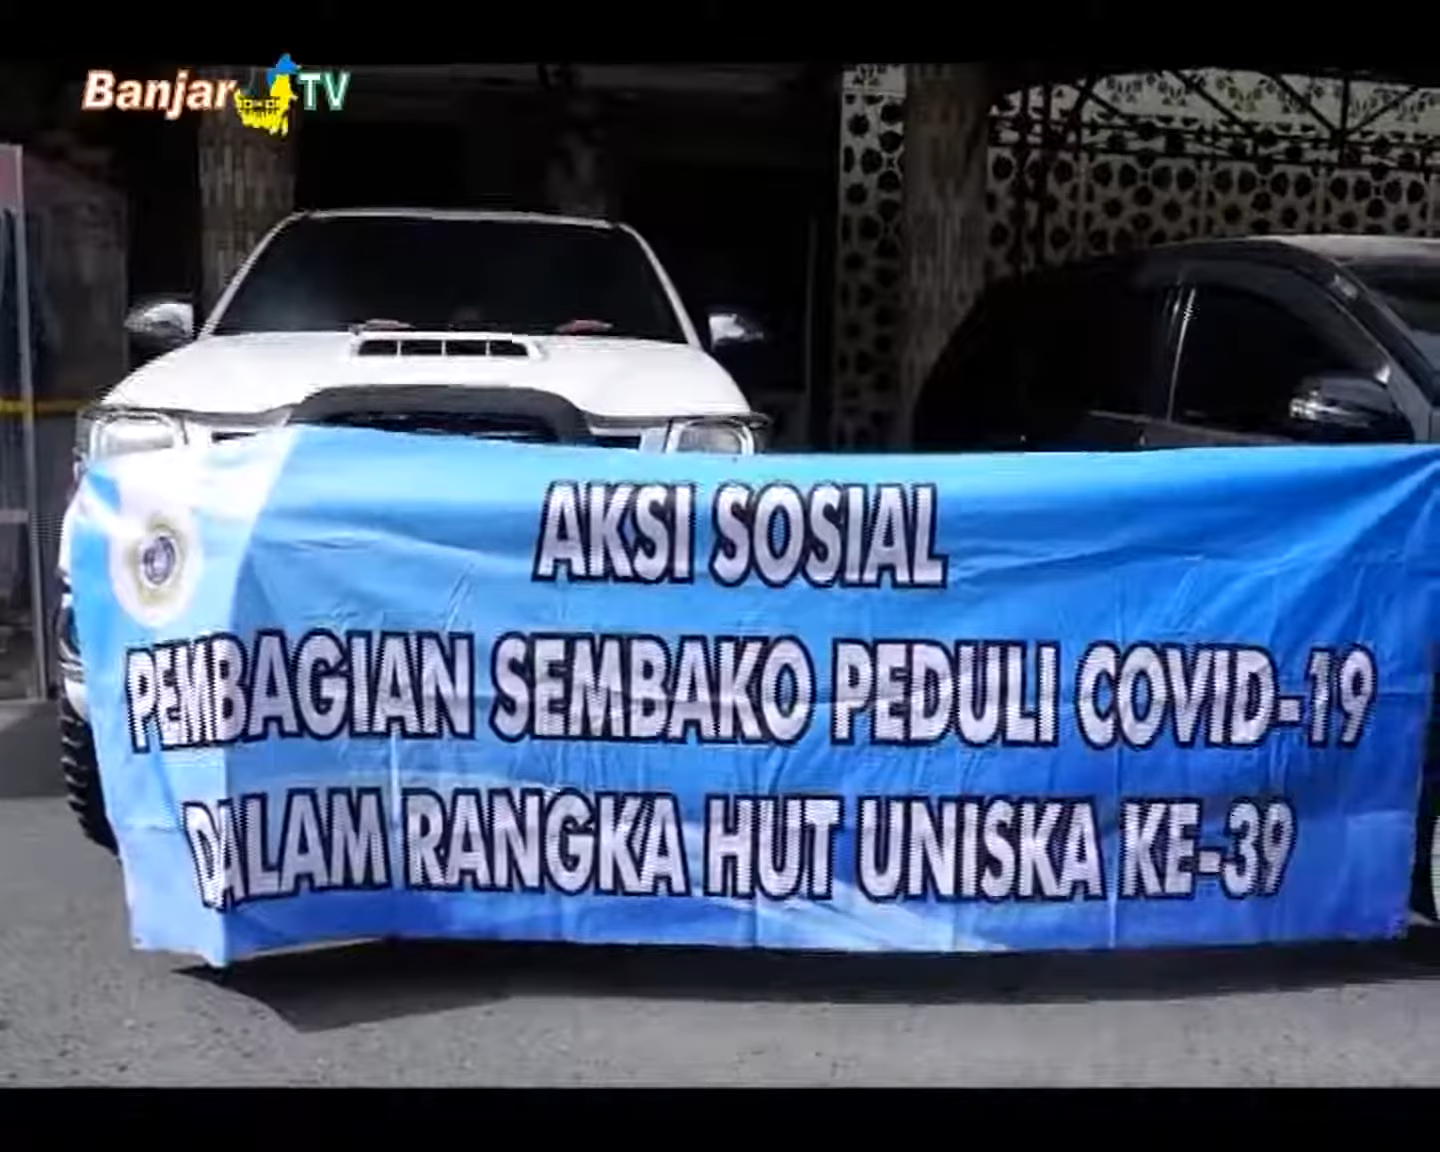 Banjar TV
AKSI SOSIAL
PEMBAGIAN SEMBAKO PEDULI COVID-19
DALAM RANGKA HUT UNISKA KE-39